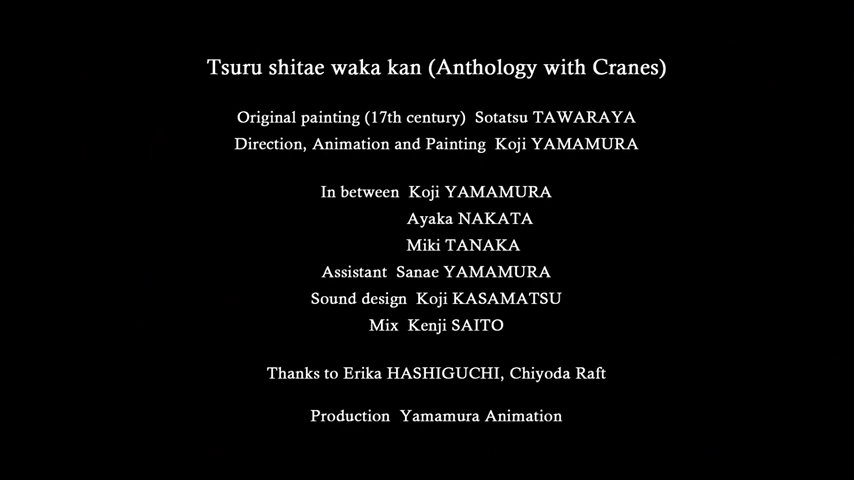 Tsuru shitae waka kan (Anthology with Cranes)
Original painting (17th century) Sotatsu TAWARAYA
Direction, Animation and Painting Koji YAMAMURA
In between Koji YAMAMURA
Ayaka NAKATA
Miki TANAKA
Assistant Sanae YAMAMURA
Sound design Koji KASAMATSU
Mix Kenji SAITO
Thanks to Erika HASHIGUCHI, Chiyoda Raft
Production Yamamura Animation